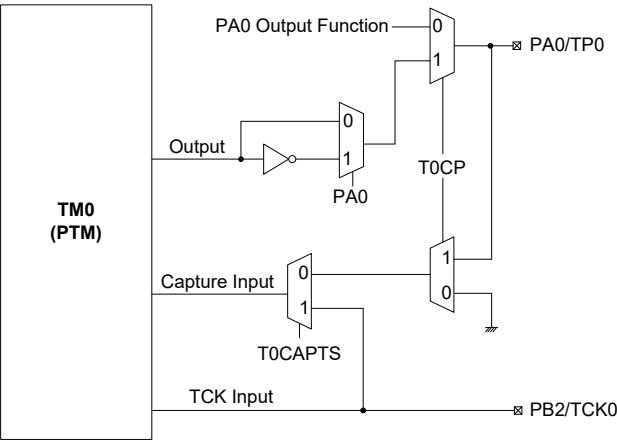 PA0 Output Function
0
1
PA0/TP0
Output
0
1
PA0
T0CP
TM0
(PTM)
Capture Input
0
1
1
0
T0CAPTS
TCK Input
PB2/TCK0